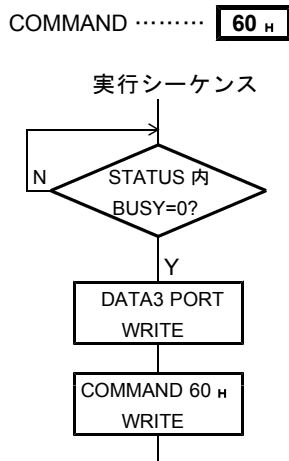 COMMAND ……… 60 H
実行シーケンス
N
STATUS 内
BUSY=0?
Y
DATA3 PORT
WRITE
COMMAND 60 H
WRITE